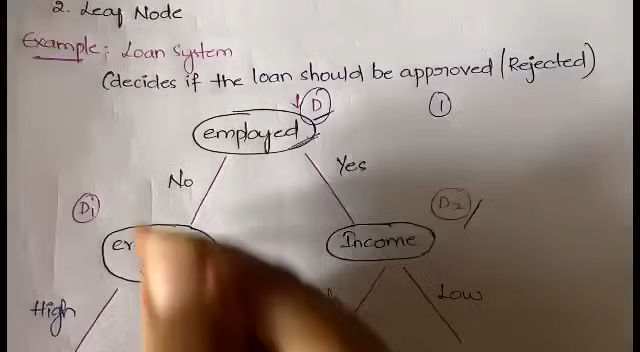 2. Leaf Node
Example: Loan System
(decides if the loan should be approved/Rejected)
D 1
employed
No Yes
D1 D2
Income
High Low